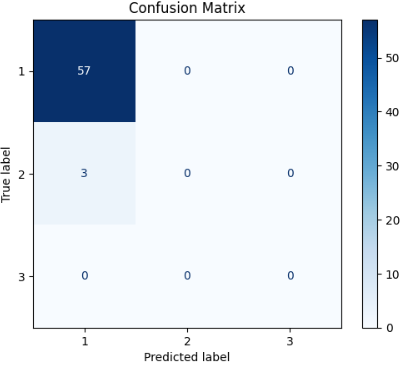 Confusion Matrix
1 57 0 0
2 3 0 0
3 0 0 0
1 2 3
Predicted label
True label
50
40
30
20
10
0